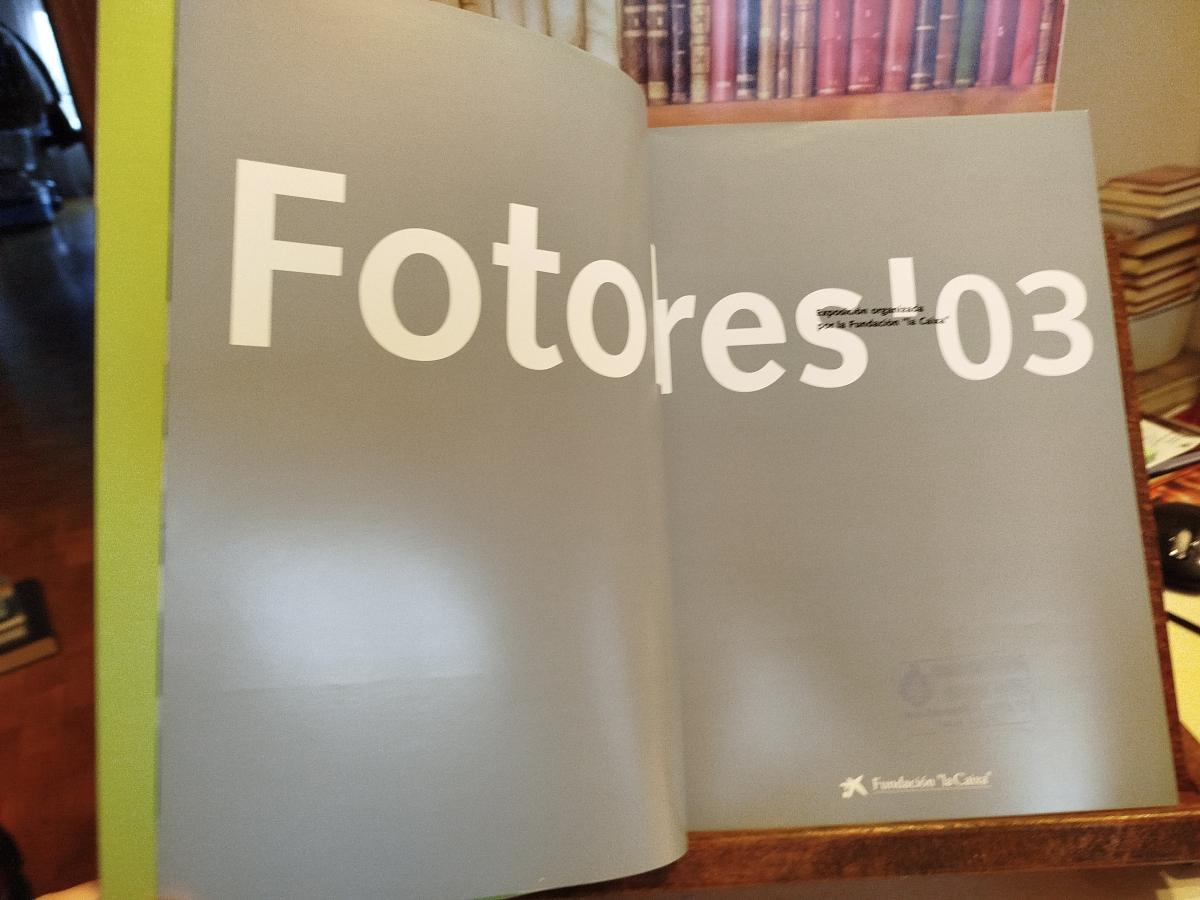 Fotopres'03
Exposición organizada
por la Fundación "la Caixa"
Fundación "la Caixa"